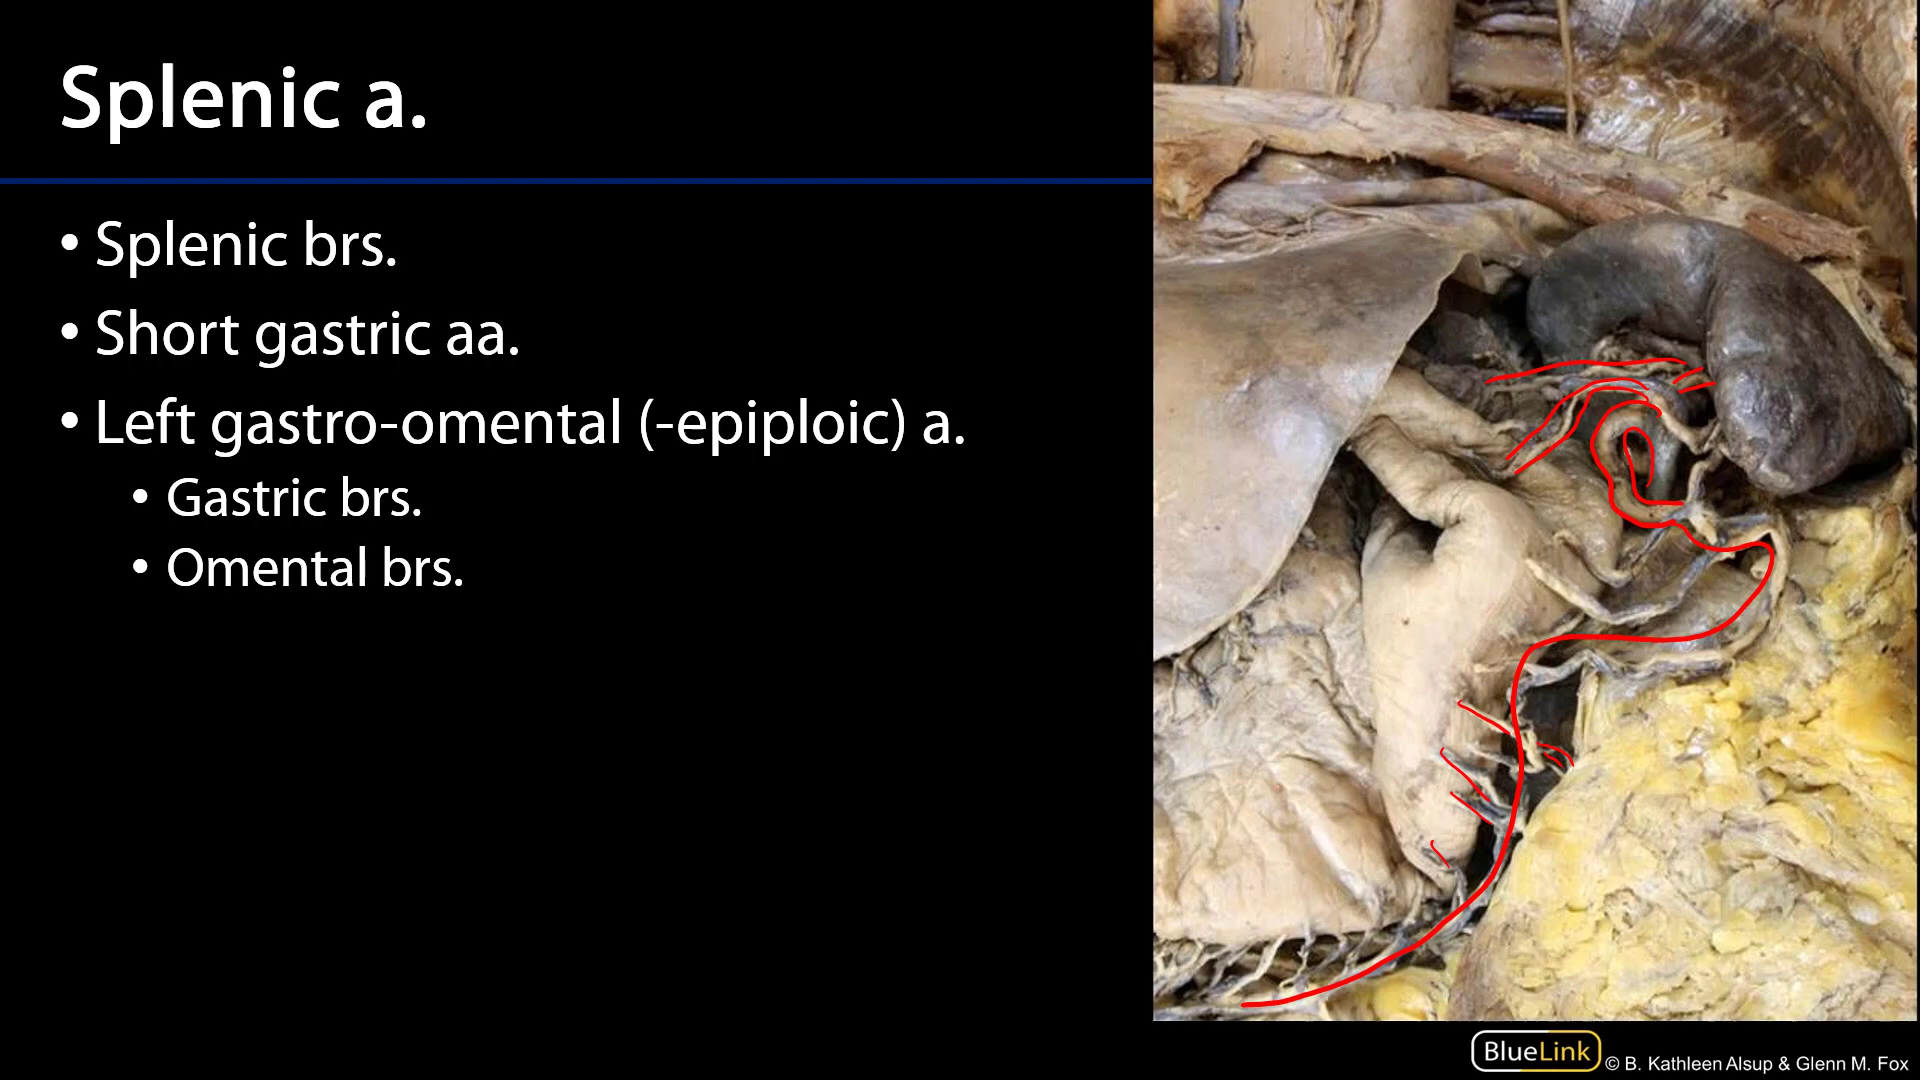 Splenic a.
• Splenic brs.
• Short gastric aa.
• Left gastro-omental (-epiploic) a.
• Gastric brs.
• Omental brs.
BlueLink © B. Kathleen Alsup & Glenn M. Fox